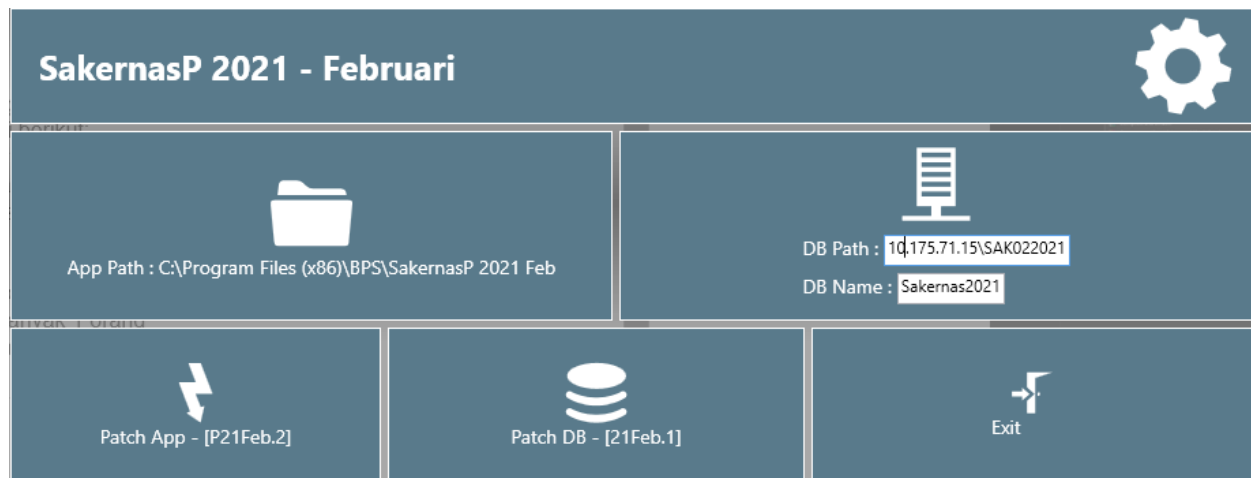 SakernasP 2021 - Februari
App Path : C:\Program Files (x86)\BPS\SakernasP 2021 Feb
DB Path : 10.175.71.15\SAK022021
DB Name : Sakernas2021
Patch App - [P21Feb.2]
Patch DB - [21Feb.1]
Exit